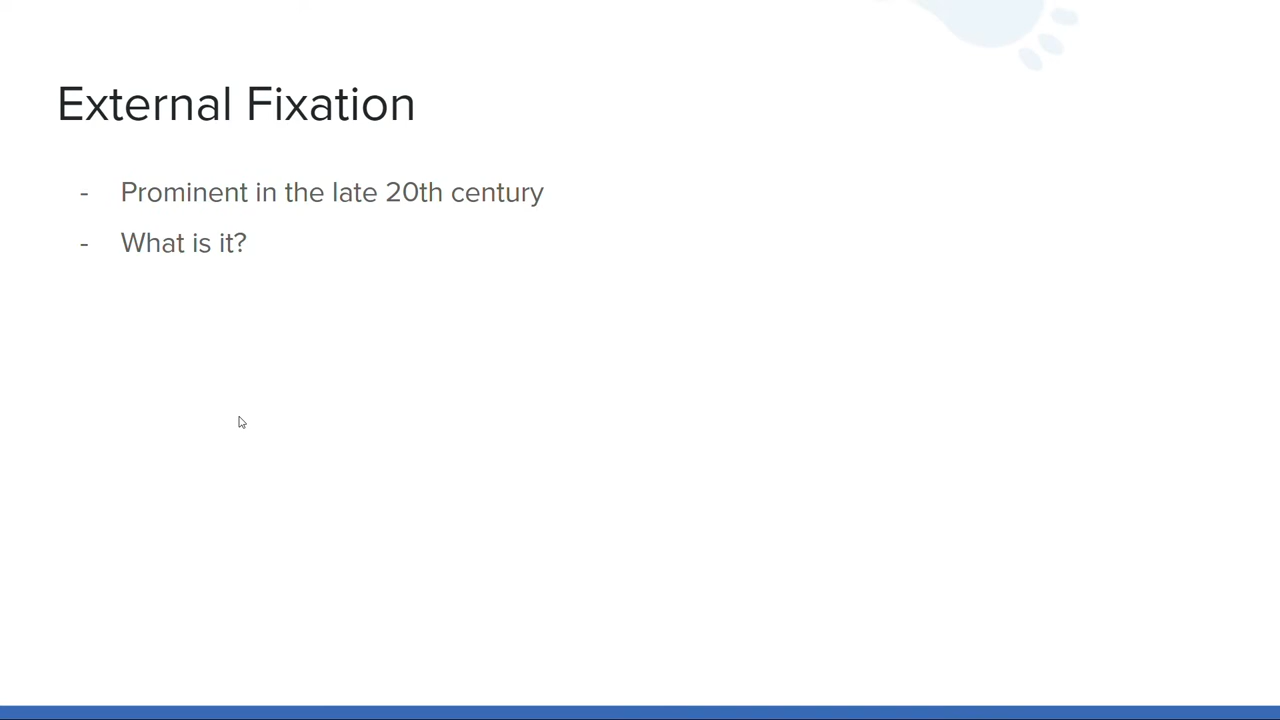 External Fixation
- Prominent in the late 20th century
- What is it?